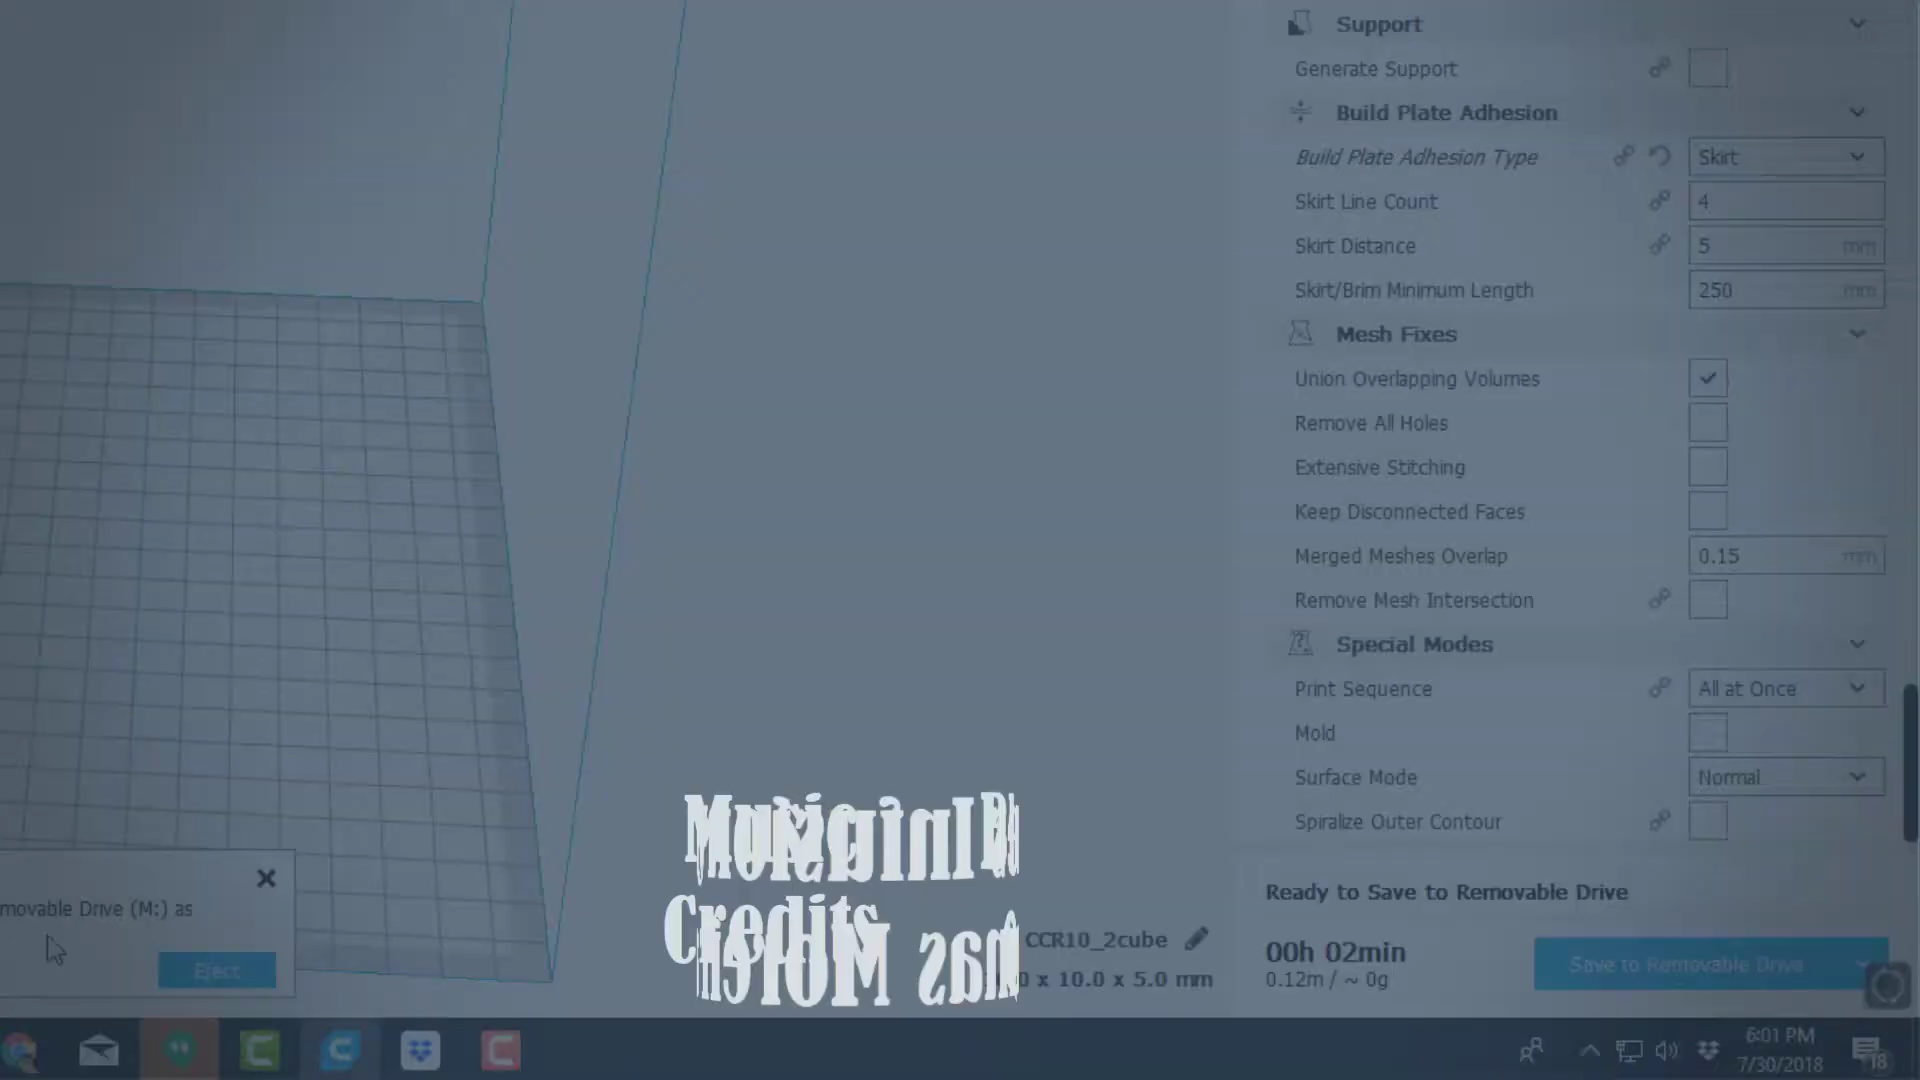 Support
Generate Support
Build Plate Adhesion
Build Plate Adhesion Type Skirt
Skirt Line Count 4
Skirt Distance 5 mm
Skirt/Brim Minimum Length 250 mm
Mesh Fixes
Union Overlapping Volumes
Remove All Holes
Extensive Stitching
Keep Disconnected Faces
Merged Meshes Overlap 0.15 mm
Remove Mesh Intersection
Special Modes
Print Sequence All at Once
Mold
Surface Mode Normal
Spiralize Outer Contour
Ready to Save to Removable Drive
00h 02min
0.12m / ~ 0g
Save to Removable Drive
CCR10_2cube
0 x 10.0 x 5.0 mm
Music
Credits
movable Drive (M:) as
Eject
6:01 PM
7/30/2018
18